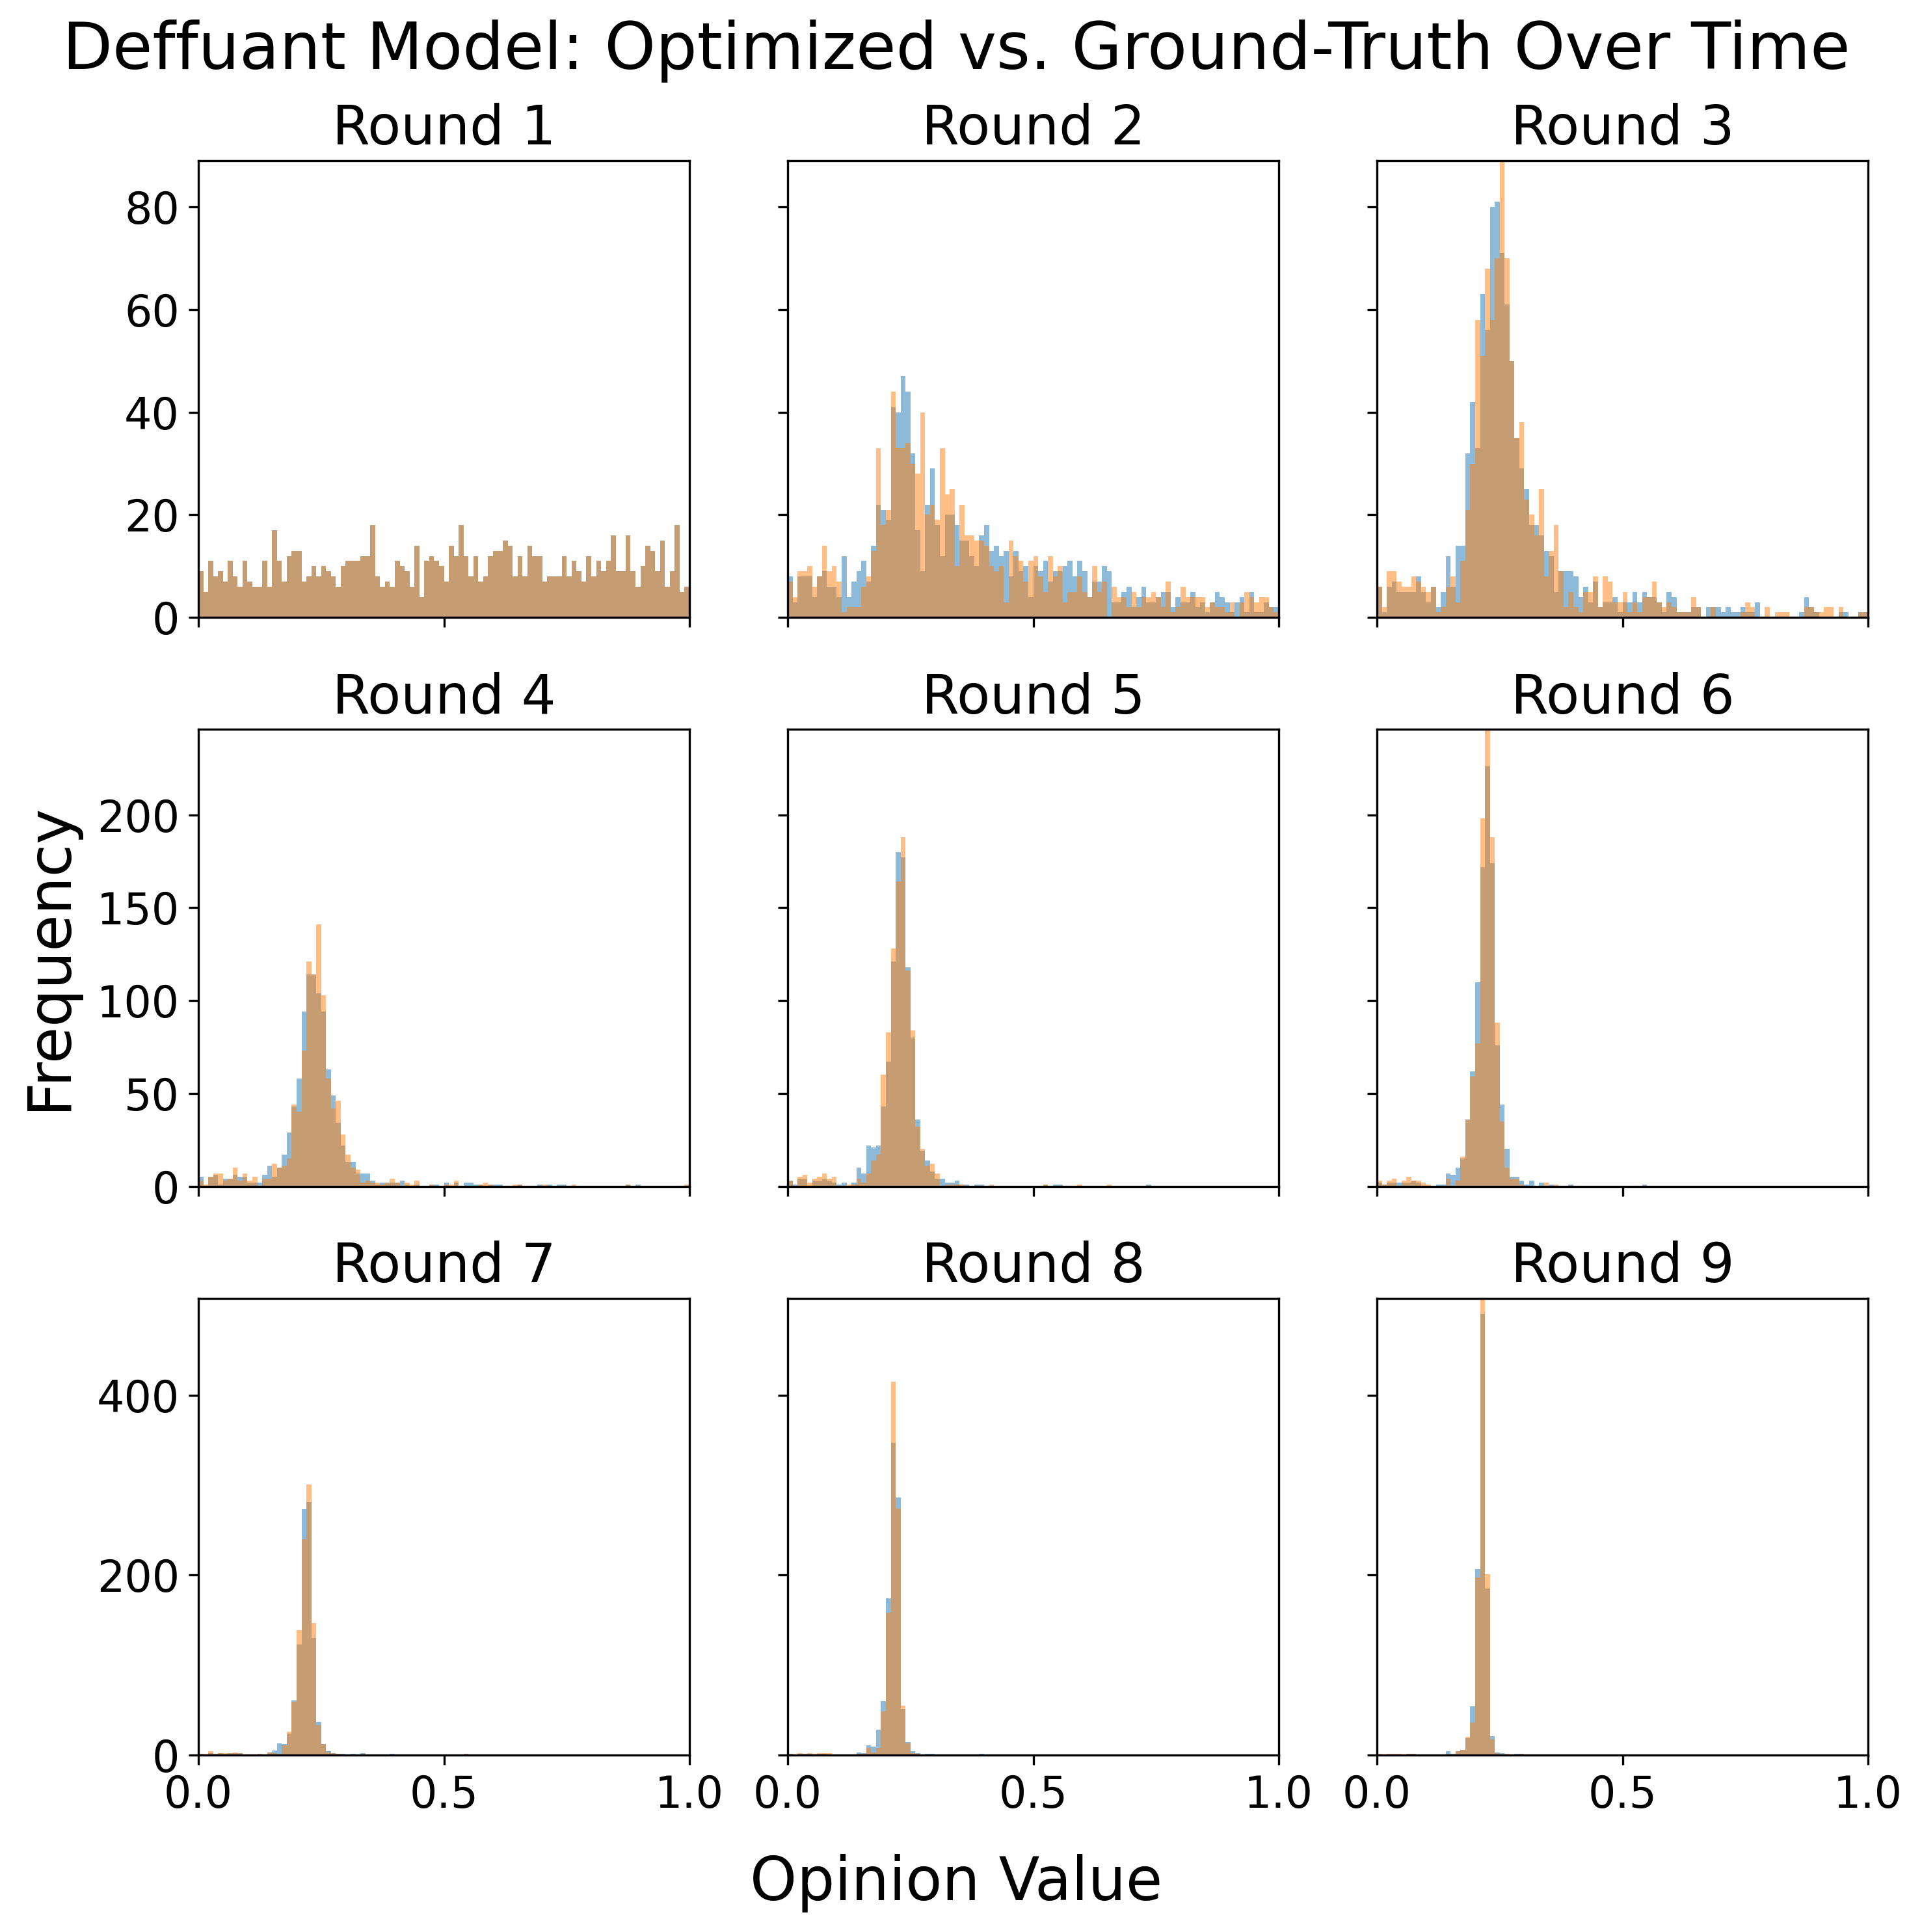 Deffuant Model: Optimized vs. Ground-Truth Over Time
Round 1
Round 2
Round 3
80
60
40
20
0
Round 4
Round 5
Round 6
Frequency
200
150
100
50
0
Round 7
Round 8
Round 9
400
200
0
0.0 0.5 1.0
0.0 0.5 1.0
0.0 0.5 1.0
Opinion Value